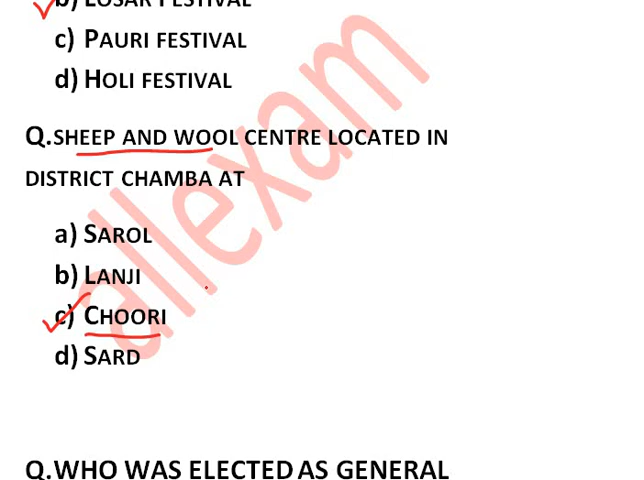 b) LOSAR FESTIVAL
c) PAURI FESTIVAL
d) HOLI FESTIVAL
Q.SHEEP AND WOOL CENTRE LOCATED IN
DISTRICT CHAMBA AT
a) SAROL
b) LANJI
c) CHOORI
d) SARD
Q.WHO WAS ELECTED AS GENERAL
allexam